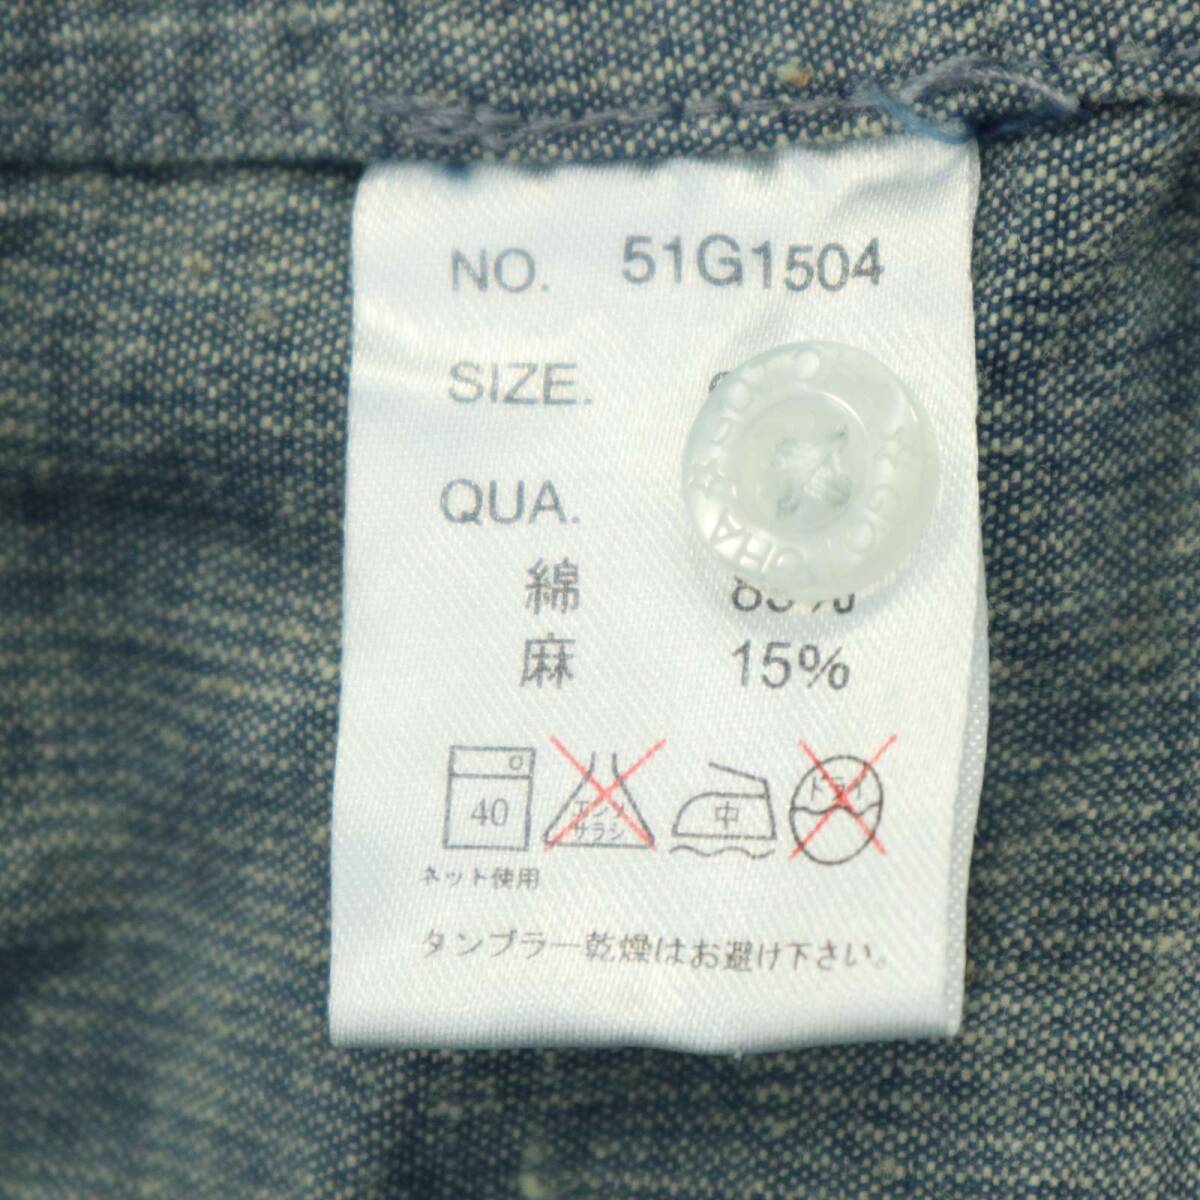 NO. 51G1504
SIZE.
QUA.
綿
麻 15%
40
エンソ
サラシ
中
ドライ
ネット使用
タンブラー乾燥はお避け下さい。